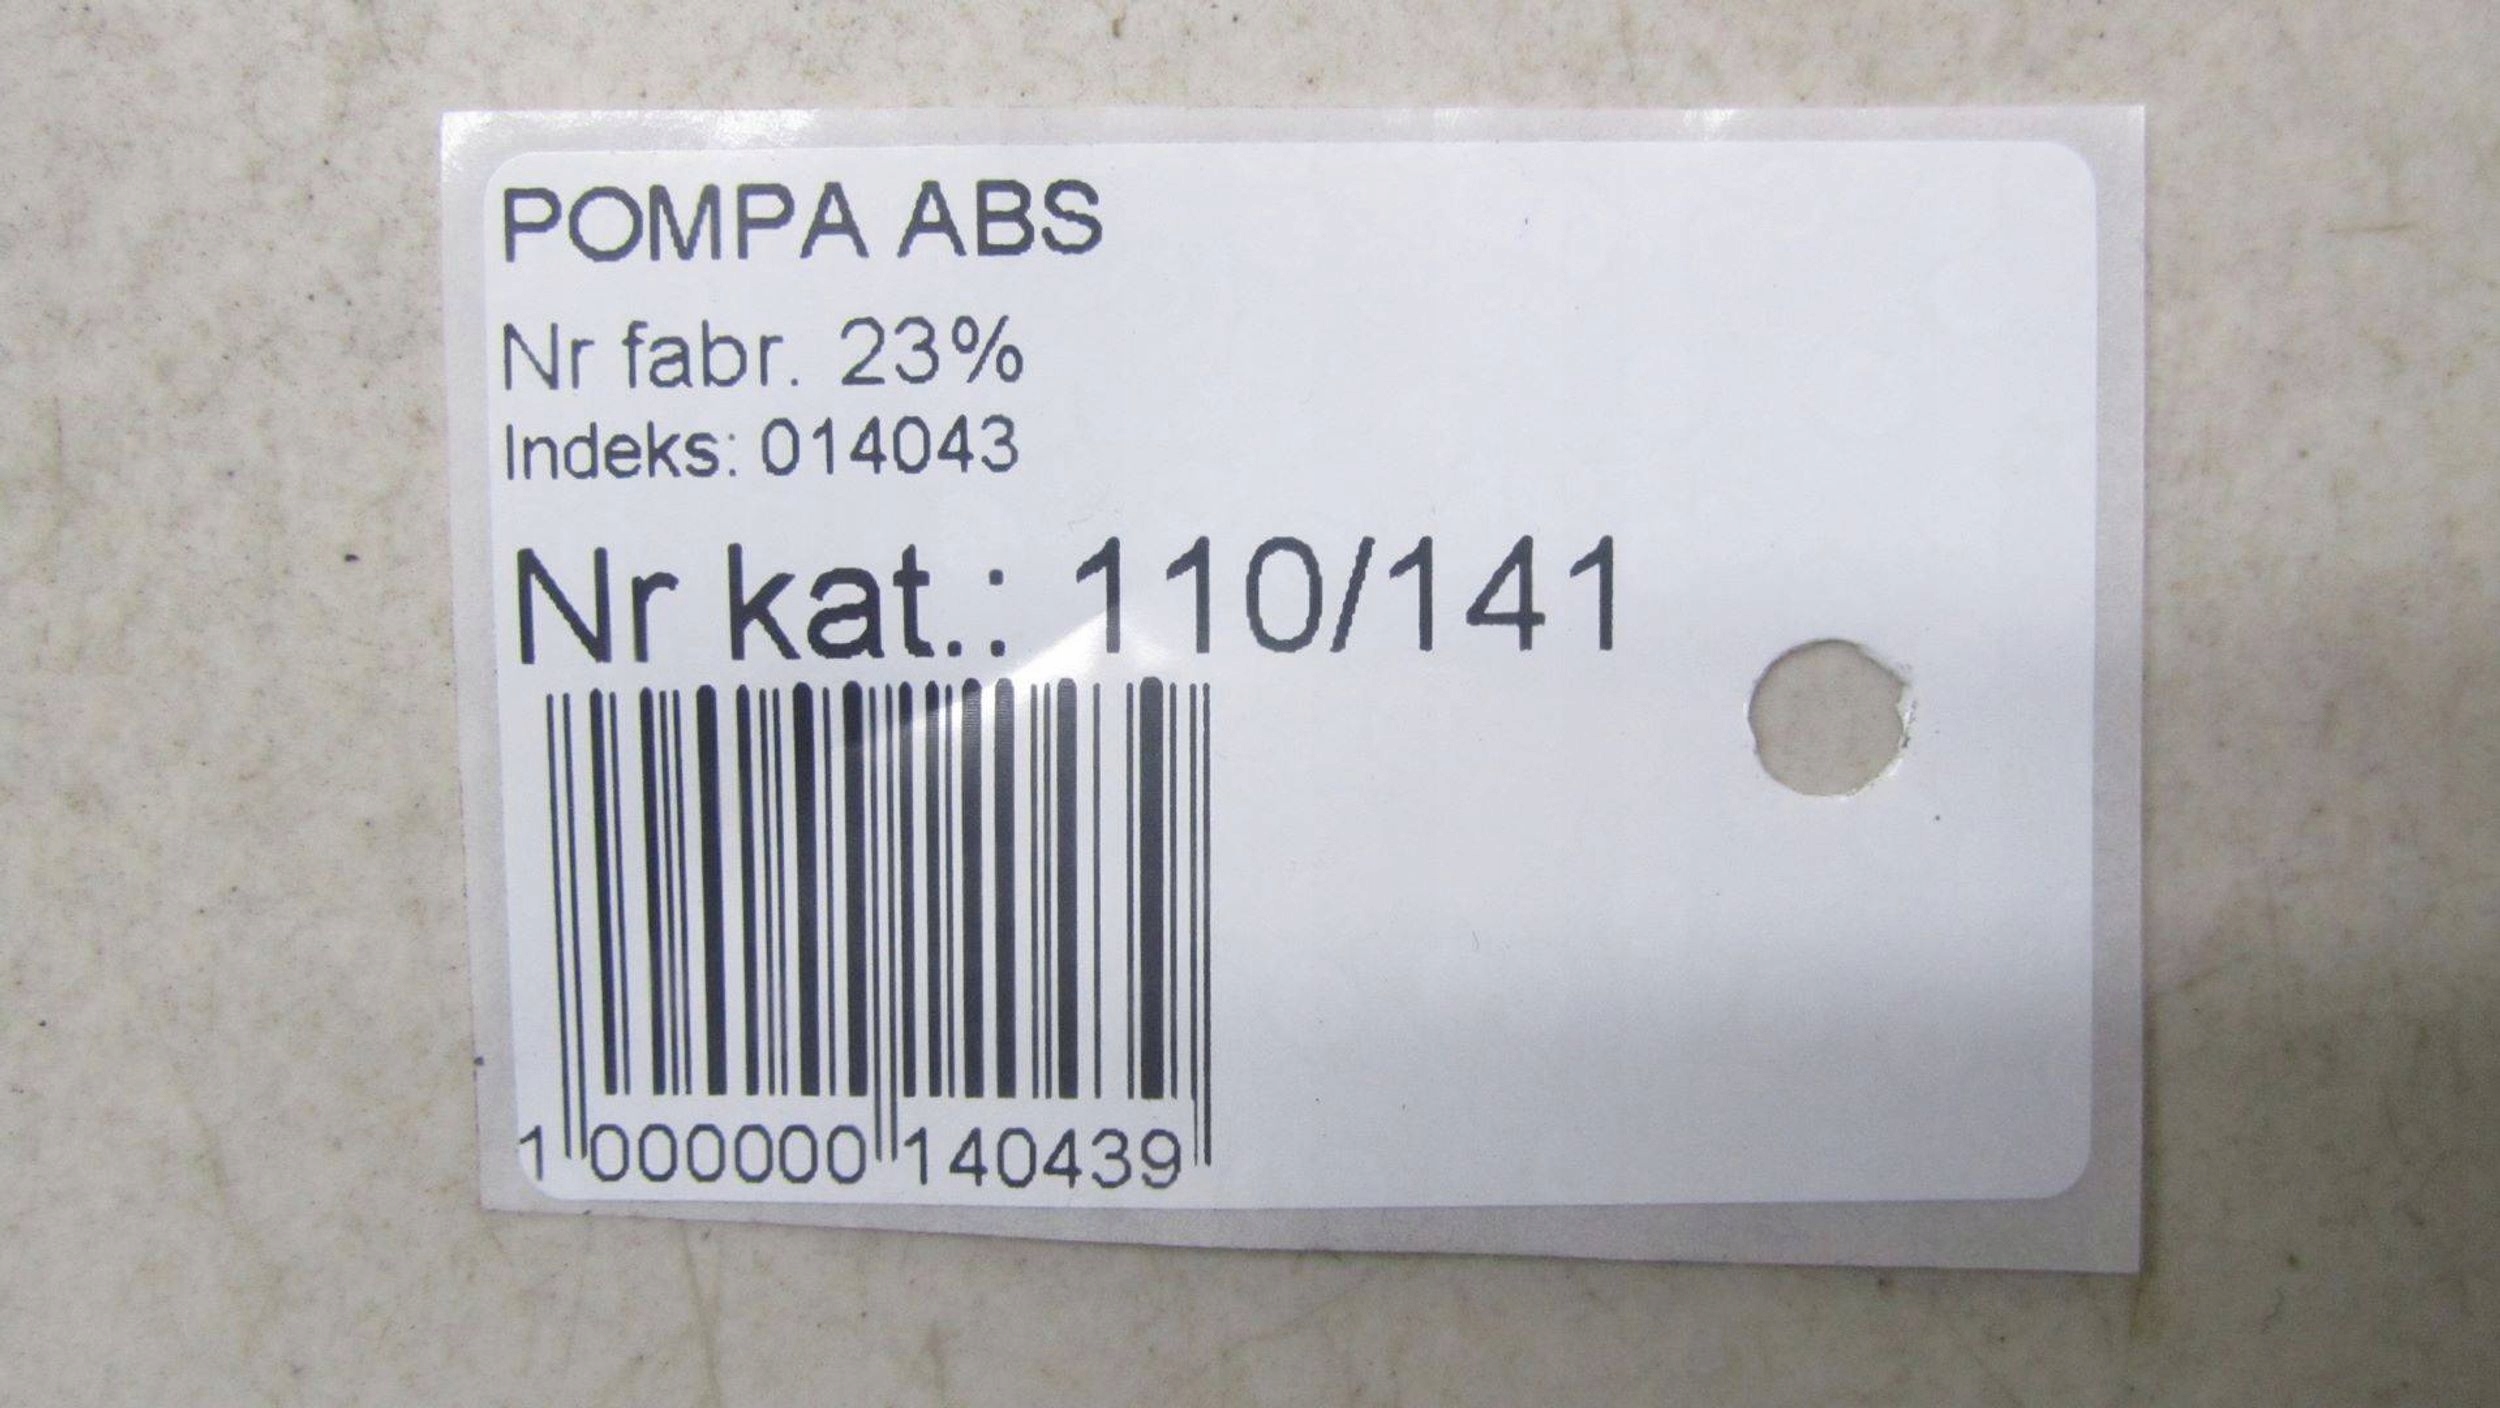 POMPA ABS
Nr fabr. 23%
Indeks: 014043
Nr kat.: 110/141
1 000000 140439